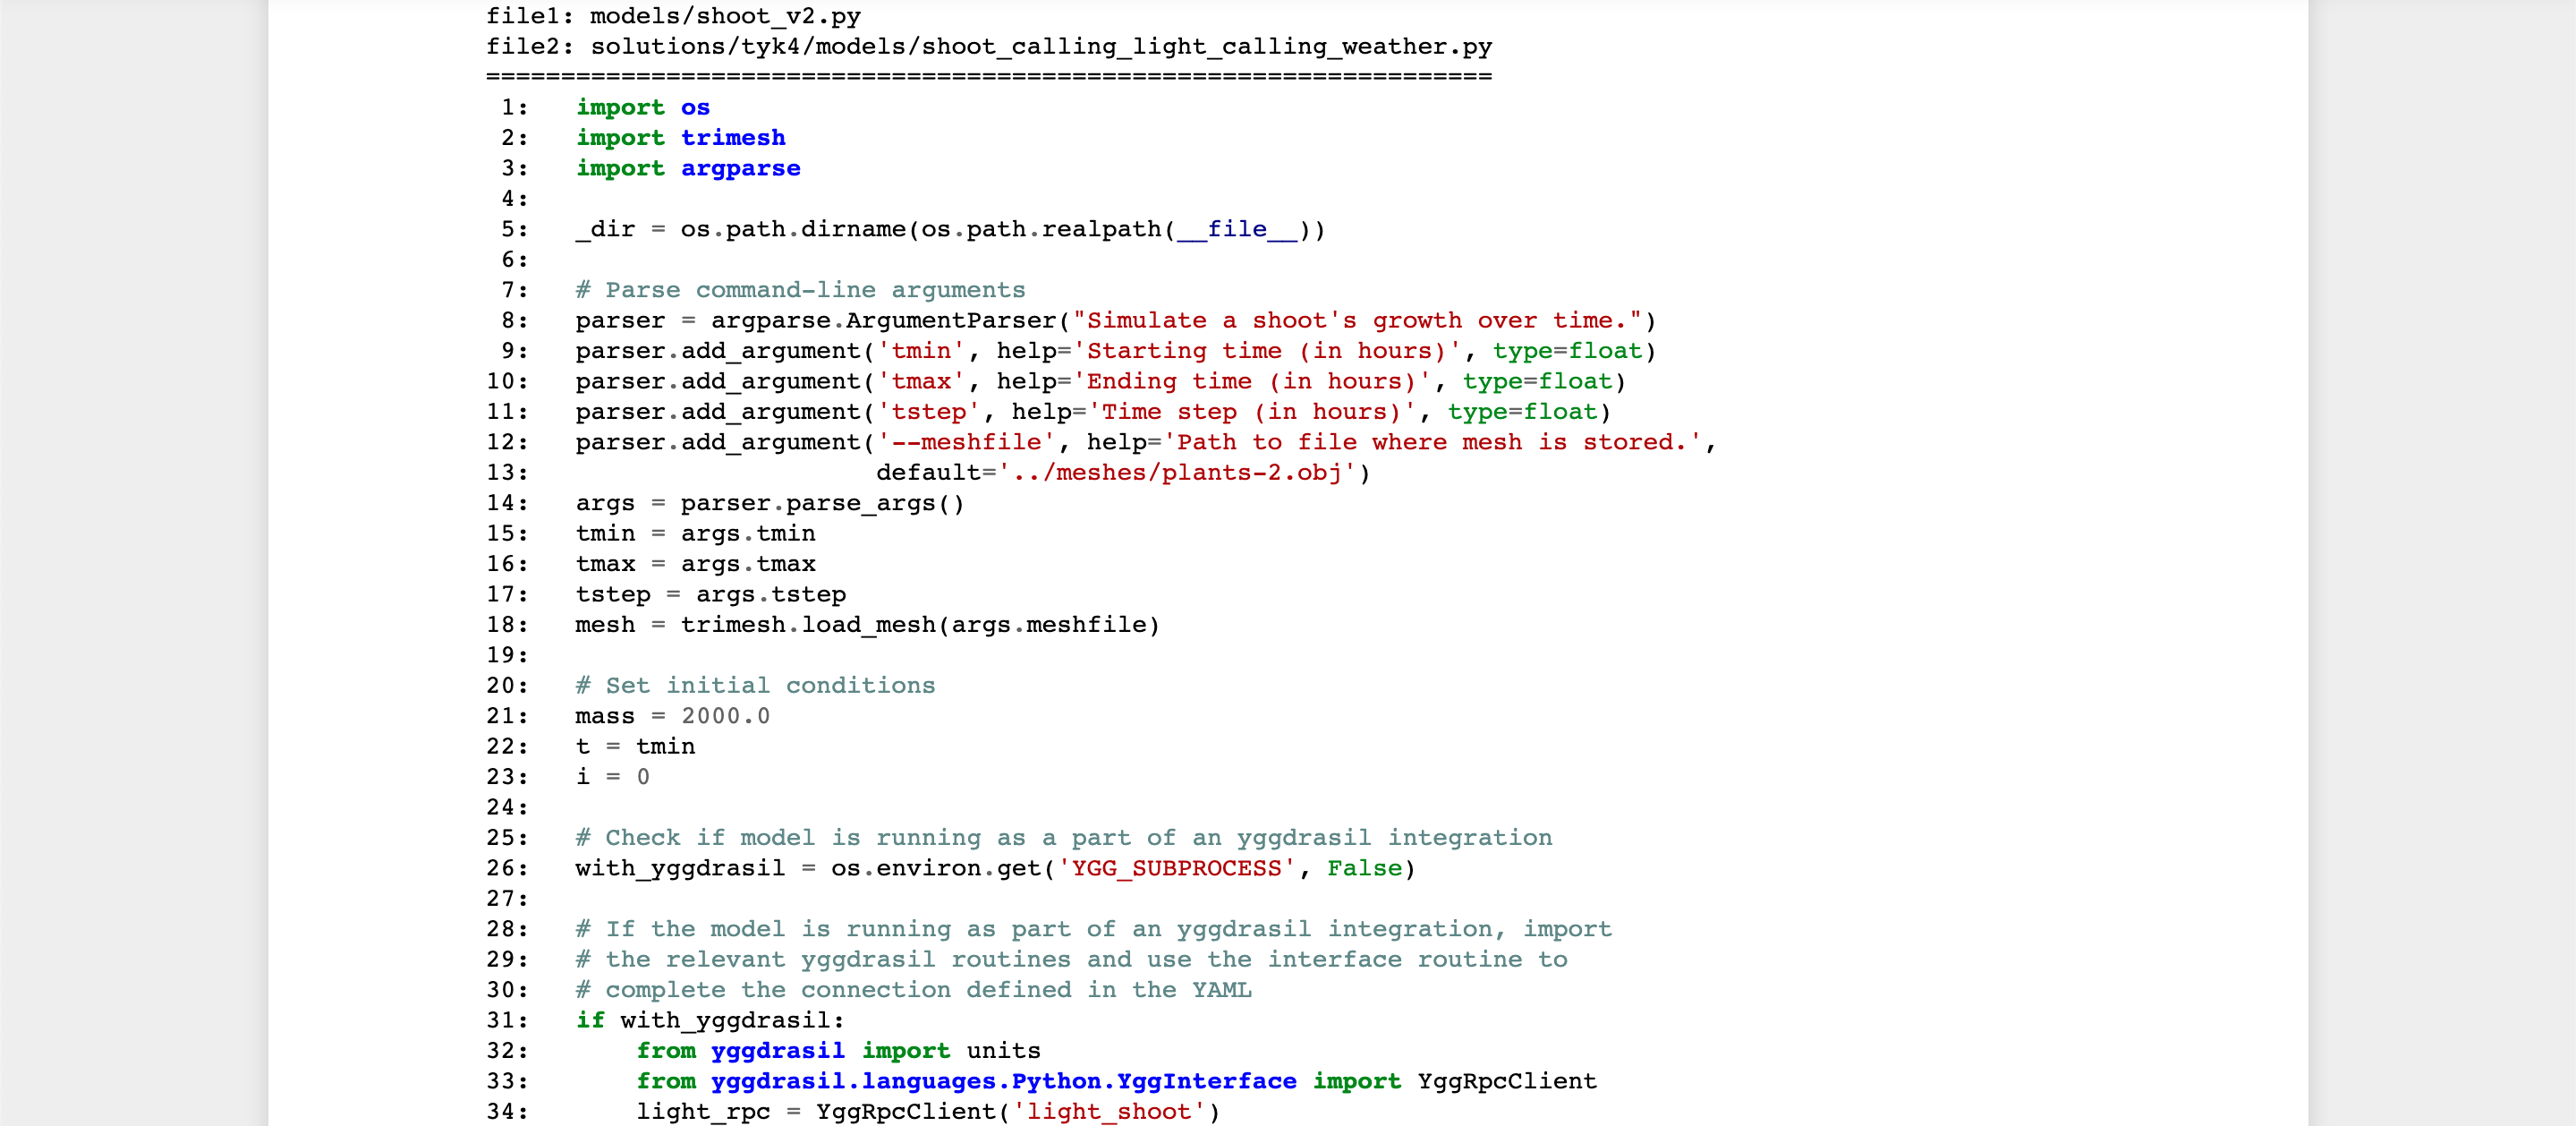 file1: models/shoot_v2.py
file2: solutions/tyk4/models/shoot_calling_light_calling_weather.py
===================================================================
1: import os
2: import trimesh
3: import argparse
4:
5: _dir = os.path.dirname(os.path.realpath(__file__))
6:
7: # Parse command-line arguments
8: parser = argparse.ArgumentParser("Simulate a shoot's growth over time.")
9: parser.add_argument('tmin', help='Starting time (in hours)', type=float)
10: parser.add_argument('tmax', help='Ending time (in hours)', type=float)
11: parser.add_argument('tstep', help='Time step (in hours)', type=float)
12: parser.add_argument('--meshfile', help='Path to file where mesh is stored.',
13:                     default='../meshes/plants-2.obj')
14: args = parser.parse_args()
15: tmin = args.tmin
16: tmax = args.tmax
17: tstep = args.tstep
18: mesh = trimesh.load_mesh(args.meshfile)
19:
20: # Set initial conditions
21: mass = 2000.0
22: t = tmin
23: i = 0
24:
25: # Check if model is running as a part of an yggdrasil integration
26: with_yggdrasil = os.environ.get('YGG_SUBPROCESS', False)
27:
28: # If the model is running as part of an yggdrasil integration, import
29: # the relevant yggdrasil routines and use the interface routine to
30: # complete the connection defined in the YAML
31: if with_yggdrasil:
32:     from yggdrasil import units
33:     from yggdrasil.languages.Python.YggInterface import YggRpcClient
34:     light_rpc = YggRpcClient('light_shoot')